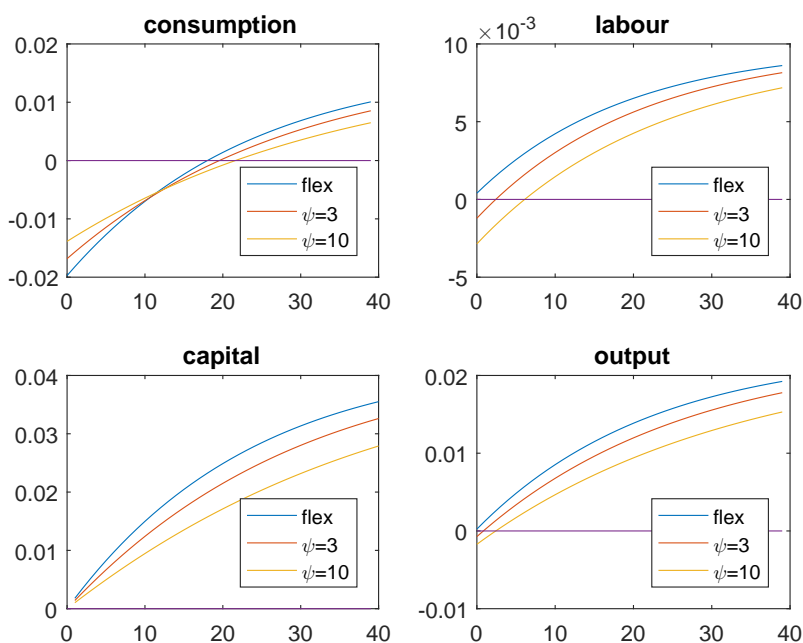 consumption
0.02
0.01
0
-0.01
-0.02
0 10 20 30 40
flex
ψ=3
ψ=10
labour
×10⁻³
10
5
0
-5
0 10 20 30 40
flex
ψ=3
ψ=10
capital
0.04
0.03
0.02
0.01
0
0 10 20 30 40
flex
ψ=3
ψ=10
output
0.02
0.01
0
-0.01
0 10 20 30 40
flex
ψ=3
ψ=10